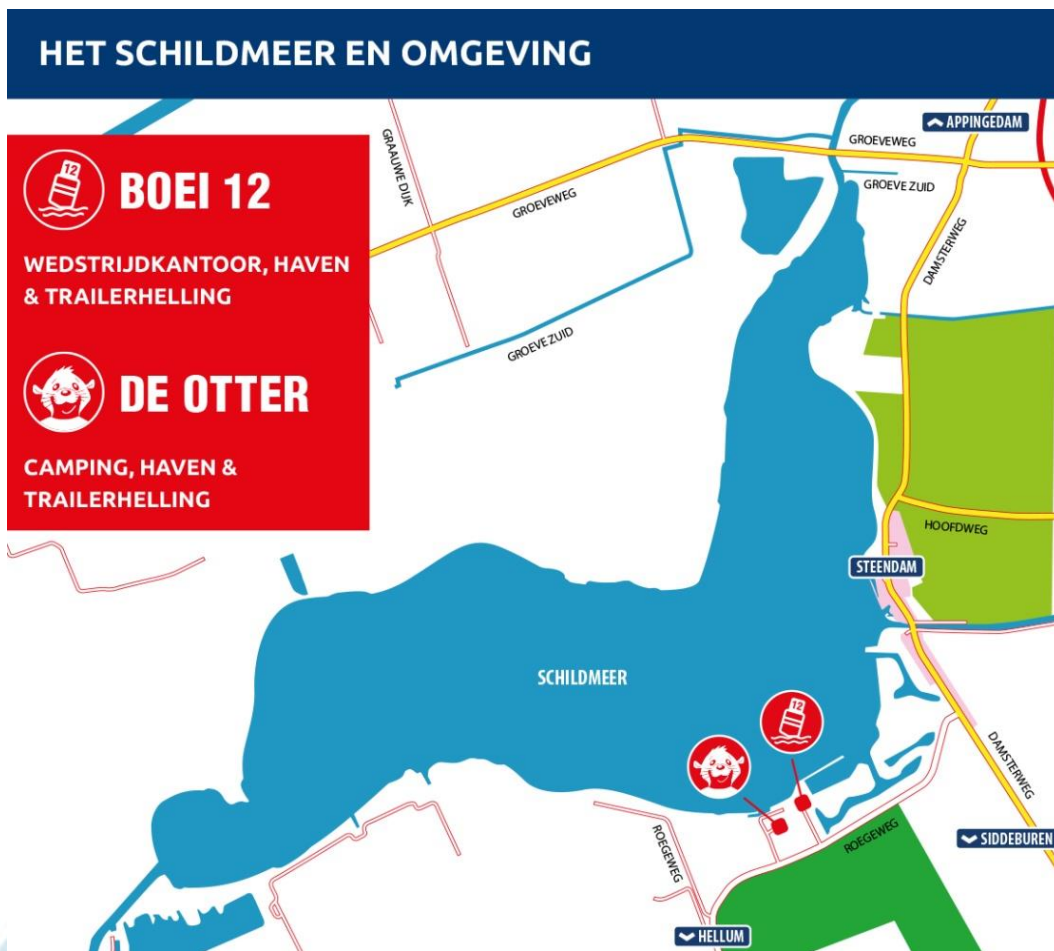 HET SCHILDMEER EN OMGEVING
12
BOEI 12
WEDSTRIJDKANTOOR, HAVEN
& TRAILERHELLING
DE OTTER
CAMPING, HAVEN &
TRAILERHELLING
GRAAUWE DIJK
GROEVEWEG
GROEVEWEG
APPINGEDAM
GROEVE ZUID
DAMSTERWEG
GROEVE ZUID
HOOFDWEG
STEENDAM
SCHILDMEER
12
DAMSTERWEG
ROEGEWEG
ROEGEWEG
SIDDEBUREN
HELLUM